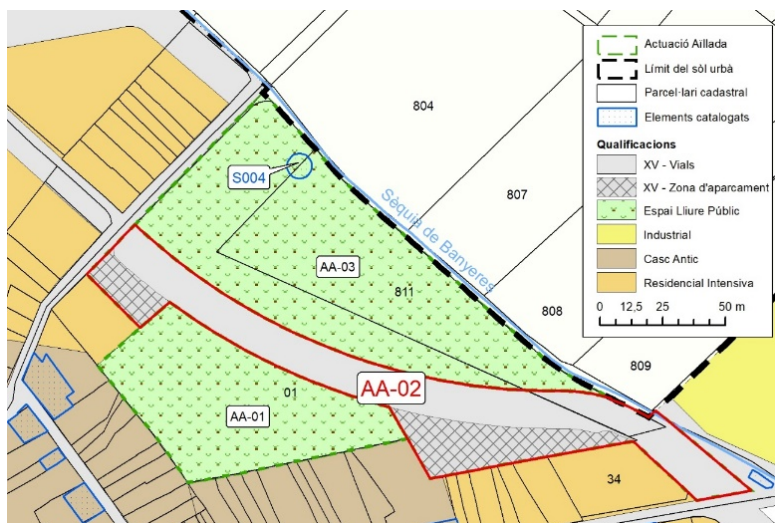 Actuació Aïllada
Límit del sòl urbà
Parcel·lari cadastral
Elements catalogats
Qualificacions
XV - Vials
XV - Zona d'aparcament
Espai Lliure Públic
Industrial
Casc Antic
Residencial Intensiva
0 12,5 25 50 m
804
807
808
809
S004
Sèquia de Banyeres
AA-03
811
AA-02
01
AA-01
34